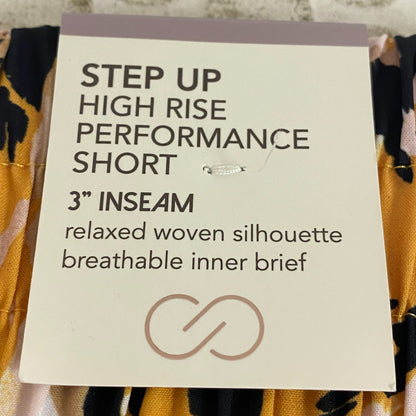 STEP UP
HIGH RISE
PERFORMANCE
SHORT
3" INSEAM
relaxed woven silhouette
breathable inner brief